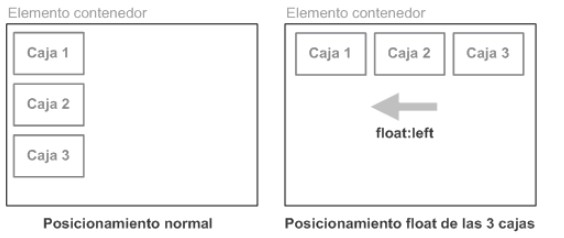 Elemento contenedor
Caja 1
Caja 2
Caja 3
Posicionamiento normal
Elemento contenedor
Caja 1 Caja 2 Caja 3
float:left
Posicionamiento float de las 3 cajas